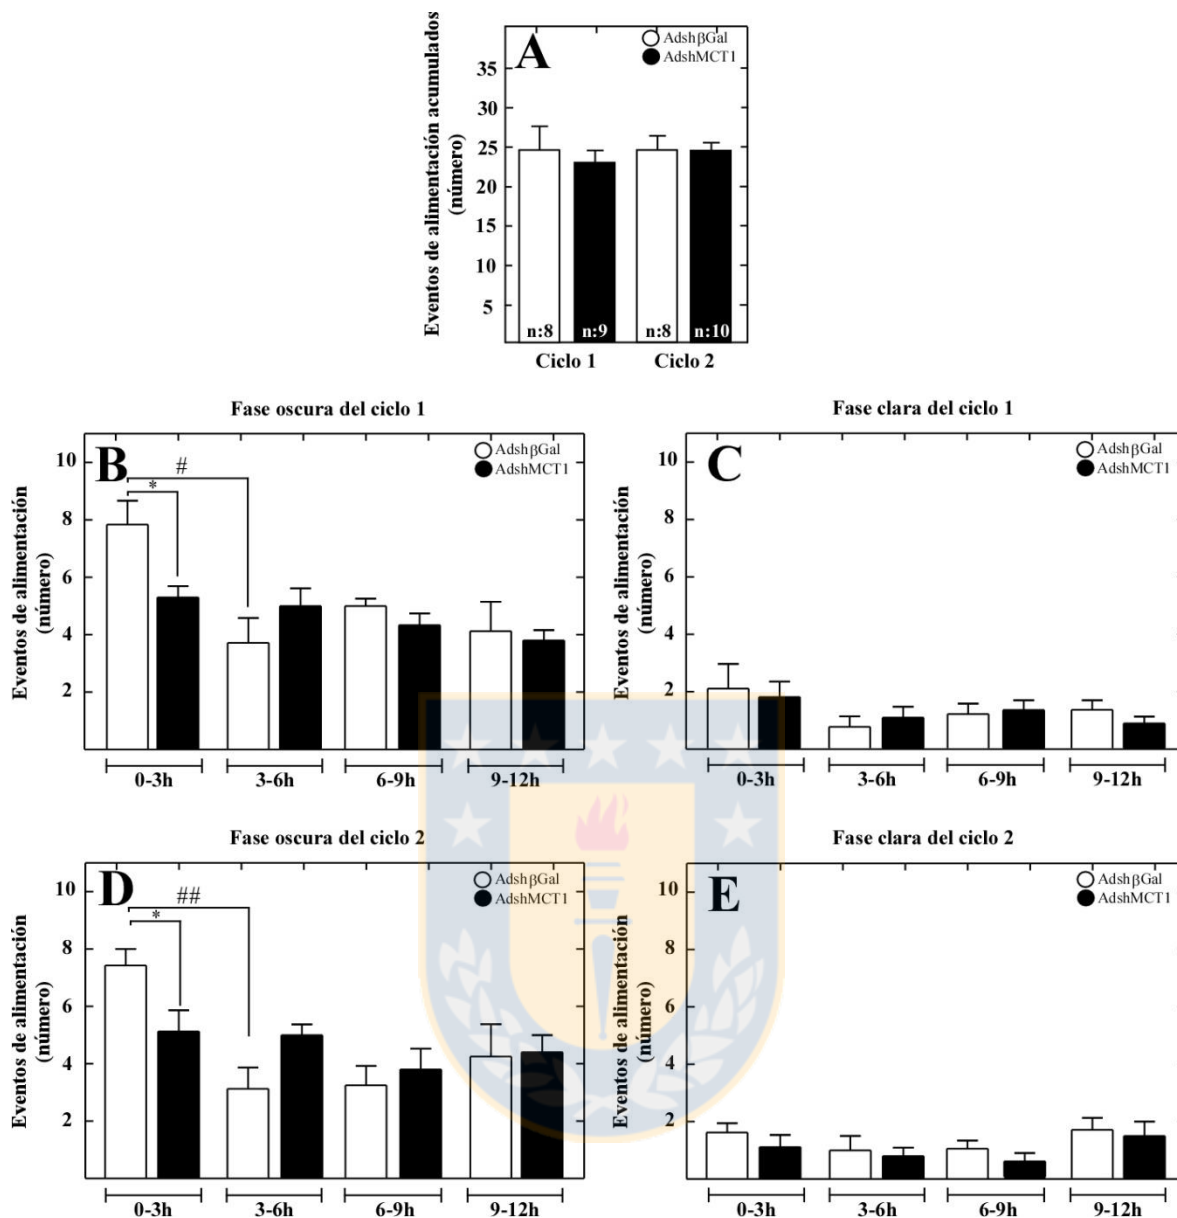 A
AdshβGal
AdshMCT1
Eventos de alimentación acumulados
(número)
35
30
25
20
15
10
5
n:8
n:9
n:8
n:10
Ciclo 1
Ciclo 2
Fase oscura del ciclo 1
B
AdshβGal
AdshMCT1
Eventos de alimentación
(número)
10
8
6
4
2
#
*
0-3h
3-6h
6-9h
9-12h
Fase clara del ciclo 1
C
AdshβGal
AdshMCT1
Eventos de alimentación
(número)
10
8
6
4
2
0-3h
3-6h
6-9h
9-12h
Fase oscura del ciclo 2
D
AdshβGal
AdshMCT1
Eventos de alimentación
(número)
10
8
6
4
2
##
*
0-3h
3-6h
6-9h
9-12h
Fase clara del ciclo 2
E
AdshβGal
AdshMCT1
Eventos de alimentación
(número)
10
8
6
4
2
0-3h
3-6h
6-9h
9-12h